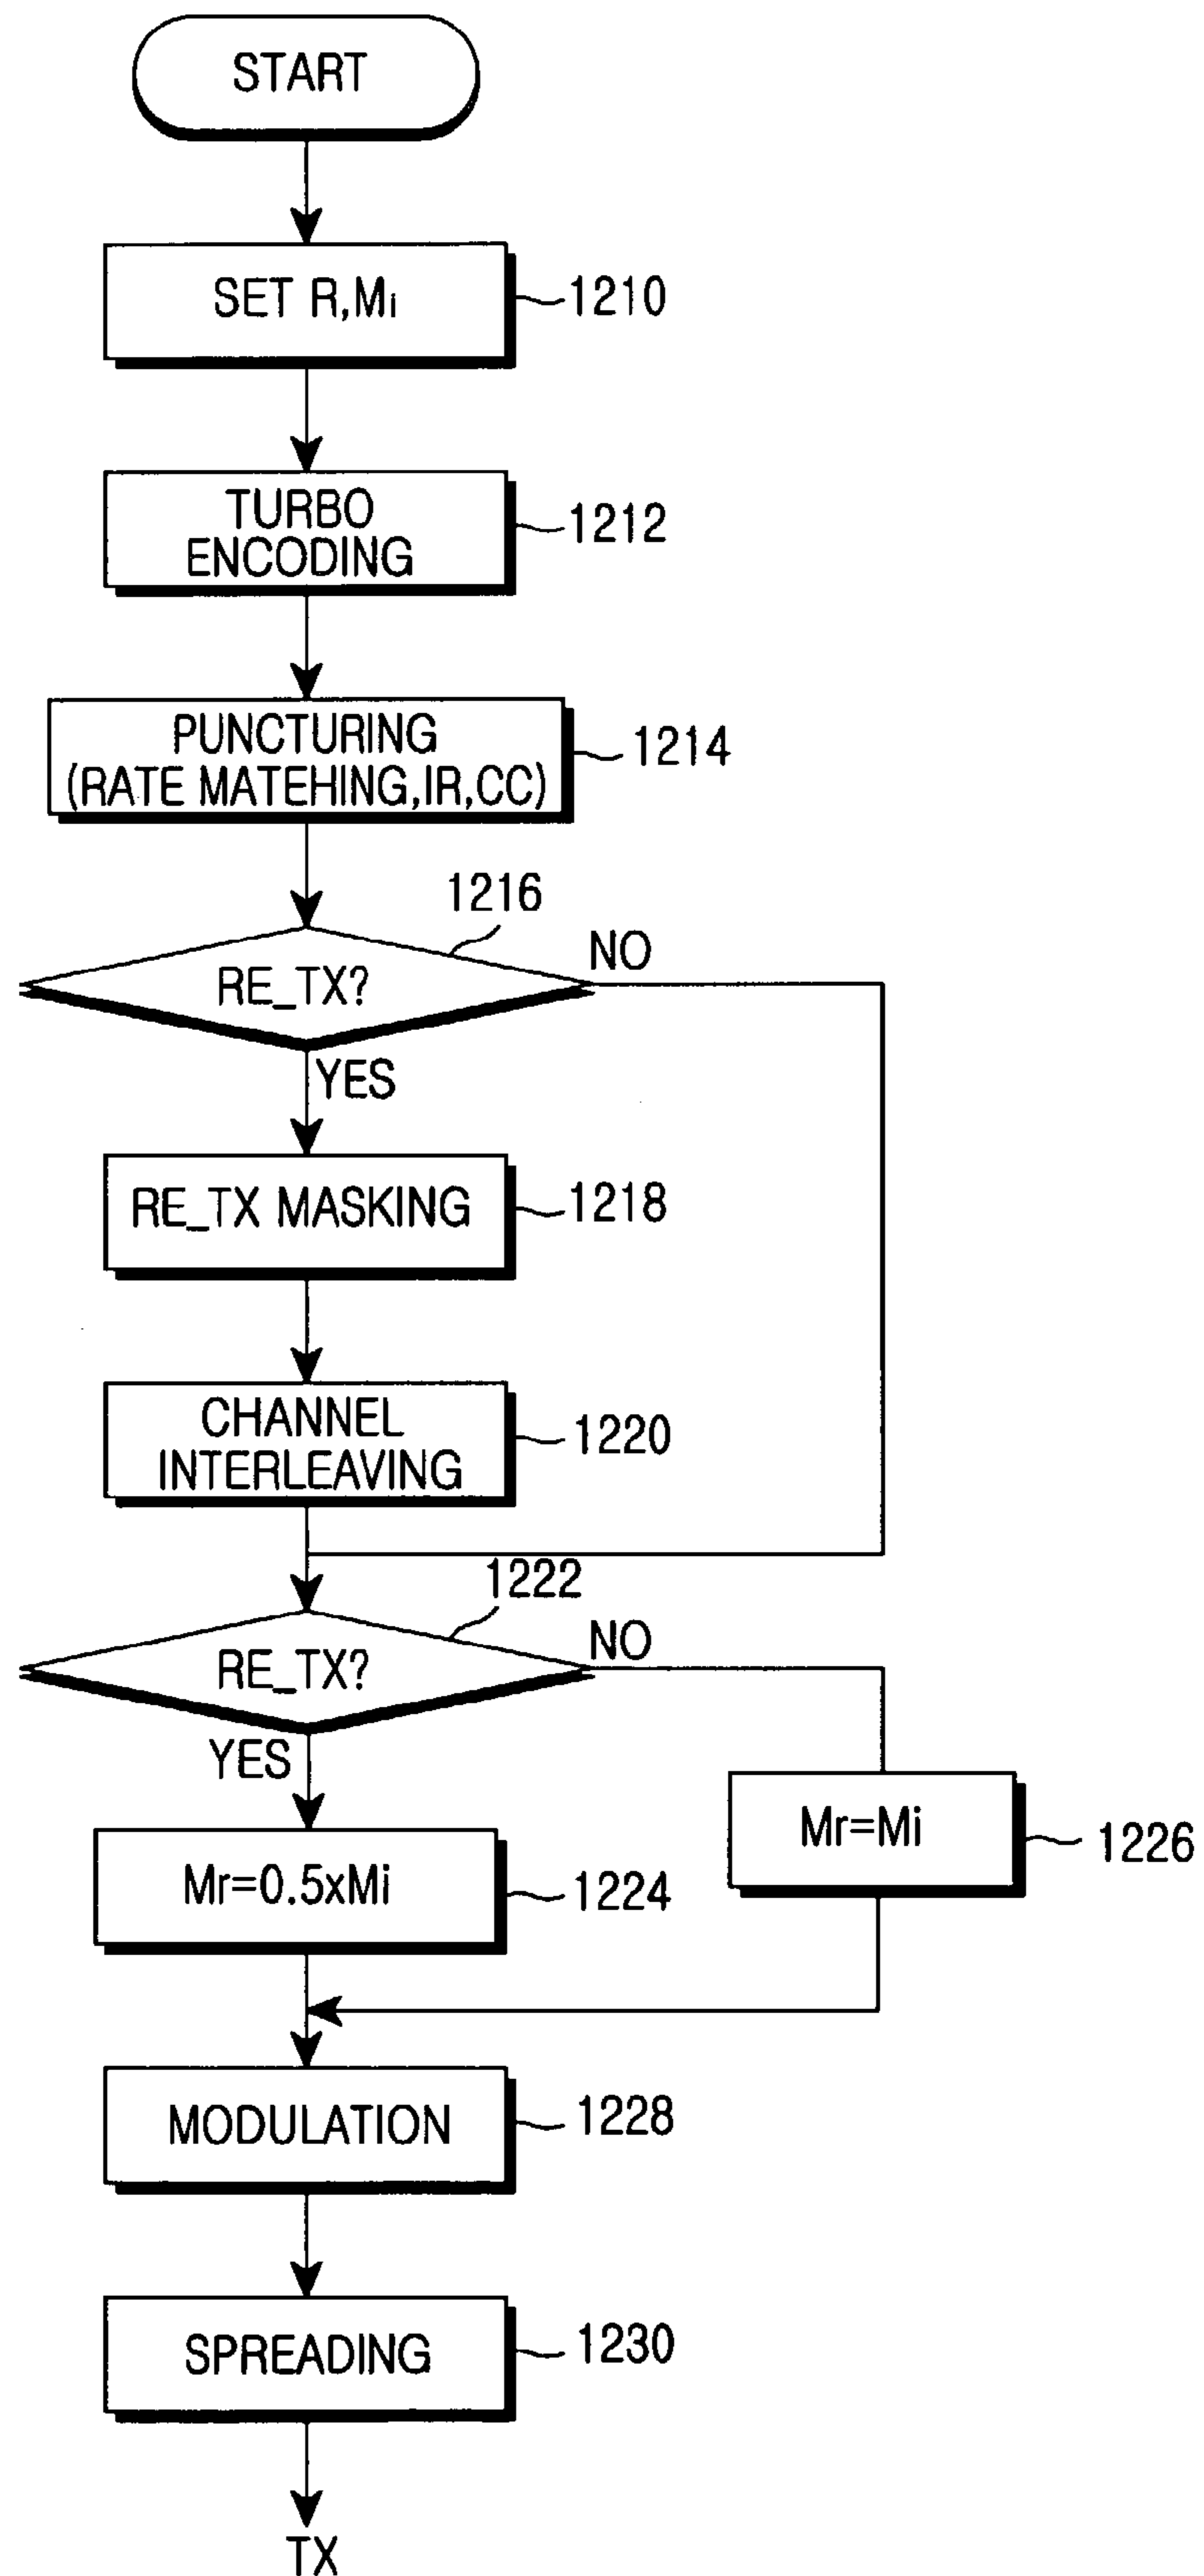 START
SET R,Mi
1210
TURBO
ENCODING
1212
PUNCTURING
(RATE MATEHING,IR,CC)
1214
1216
RE_TX?
NO
YES
RE_TX MASKING
1218
CHANNEL
INTERLEAVING
1220
1222
RE_TX?
NO
YES
Mr=0.5xMi
1224
Mr=Mi
1226
MODULATION
1228
SPREADING
1230
TX